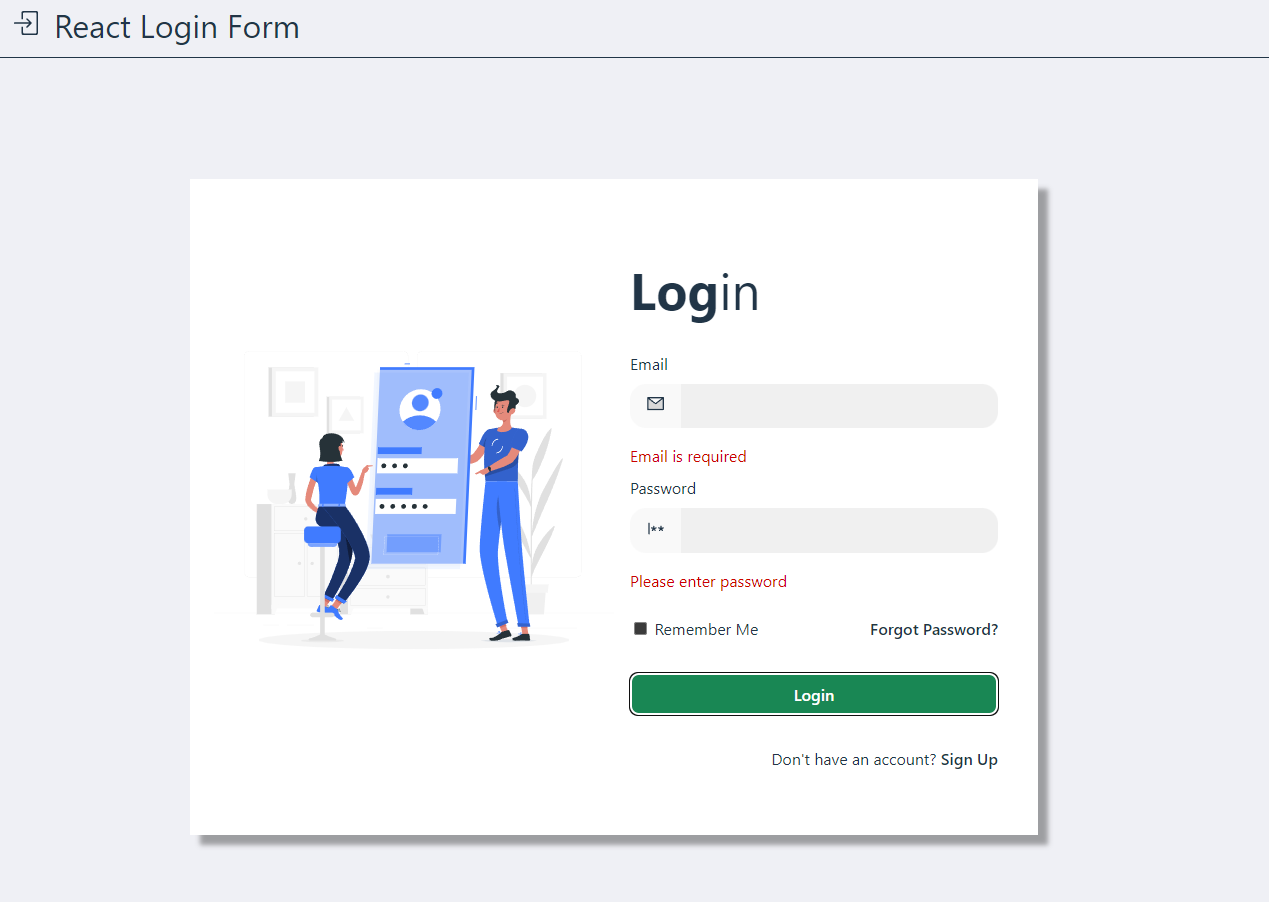 React Login Form
Login
Email
Email is required
Password
|**
Please enter password
Remember Me
Forgot Password?
Login
Don't have an account? Sign Up